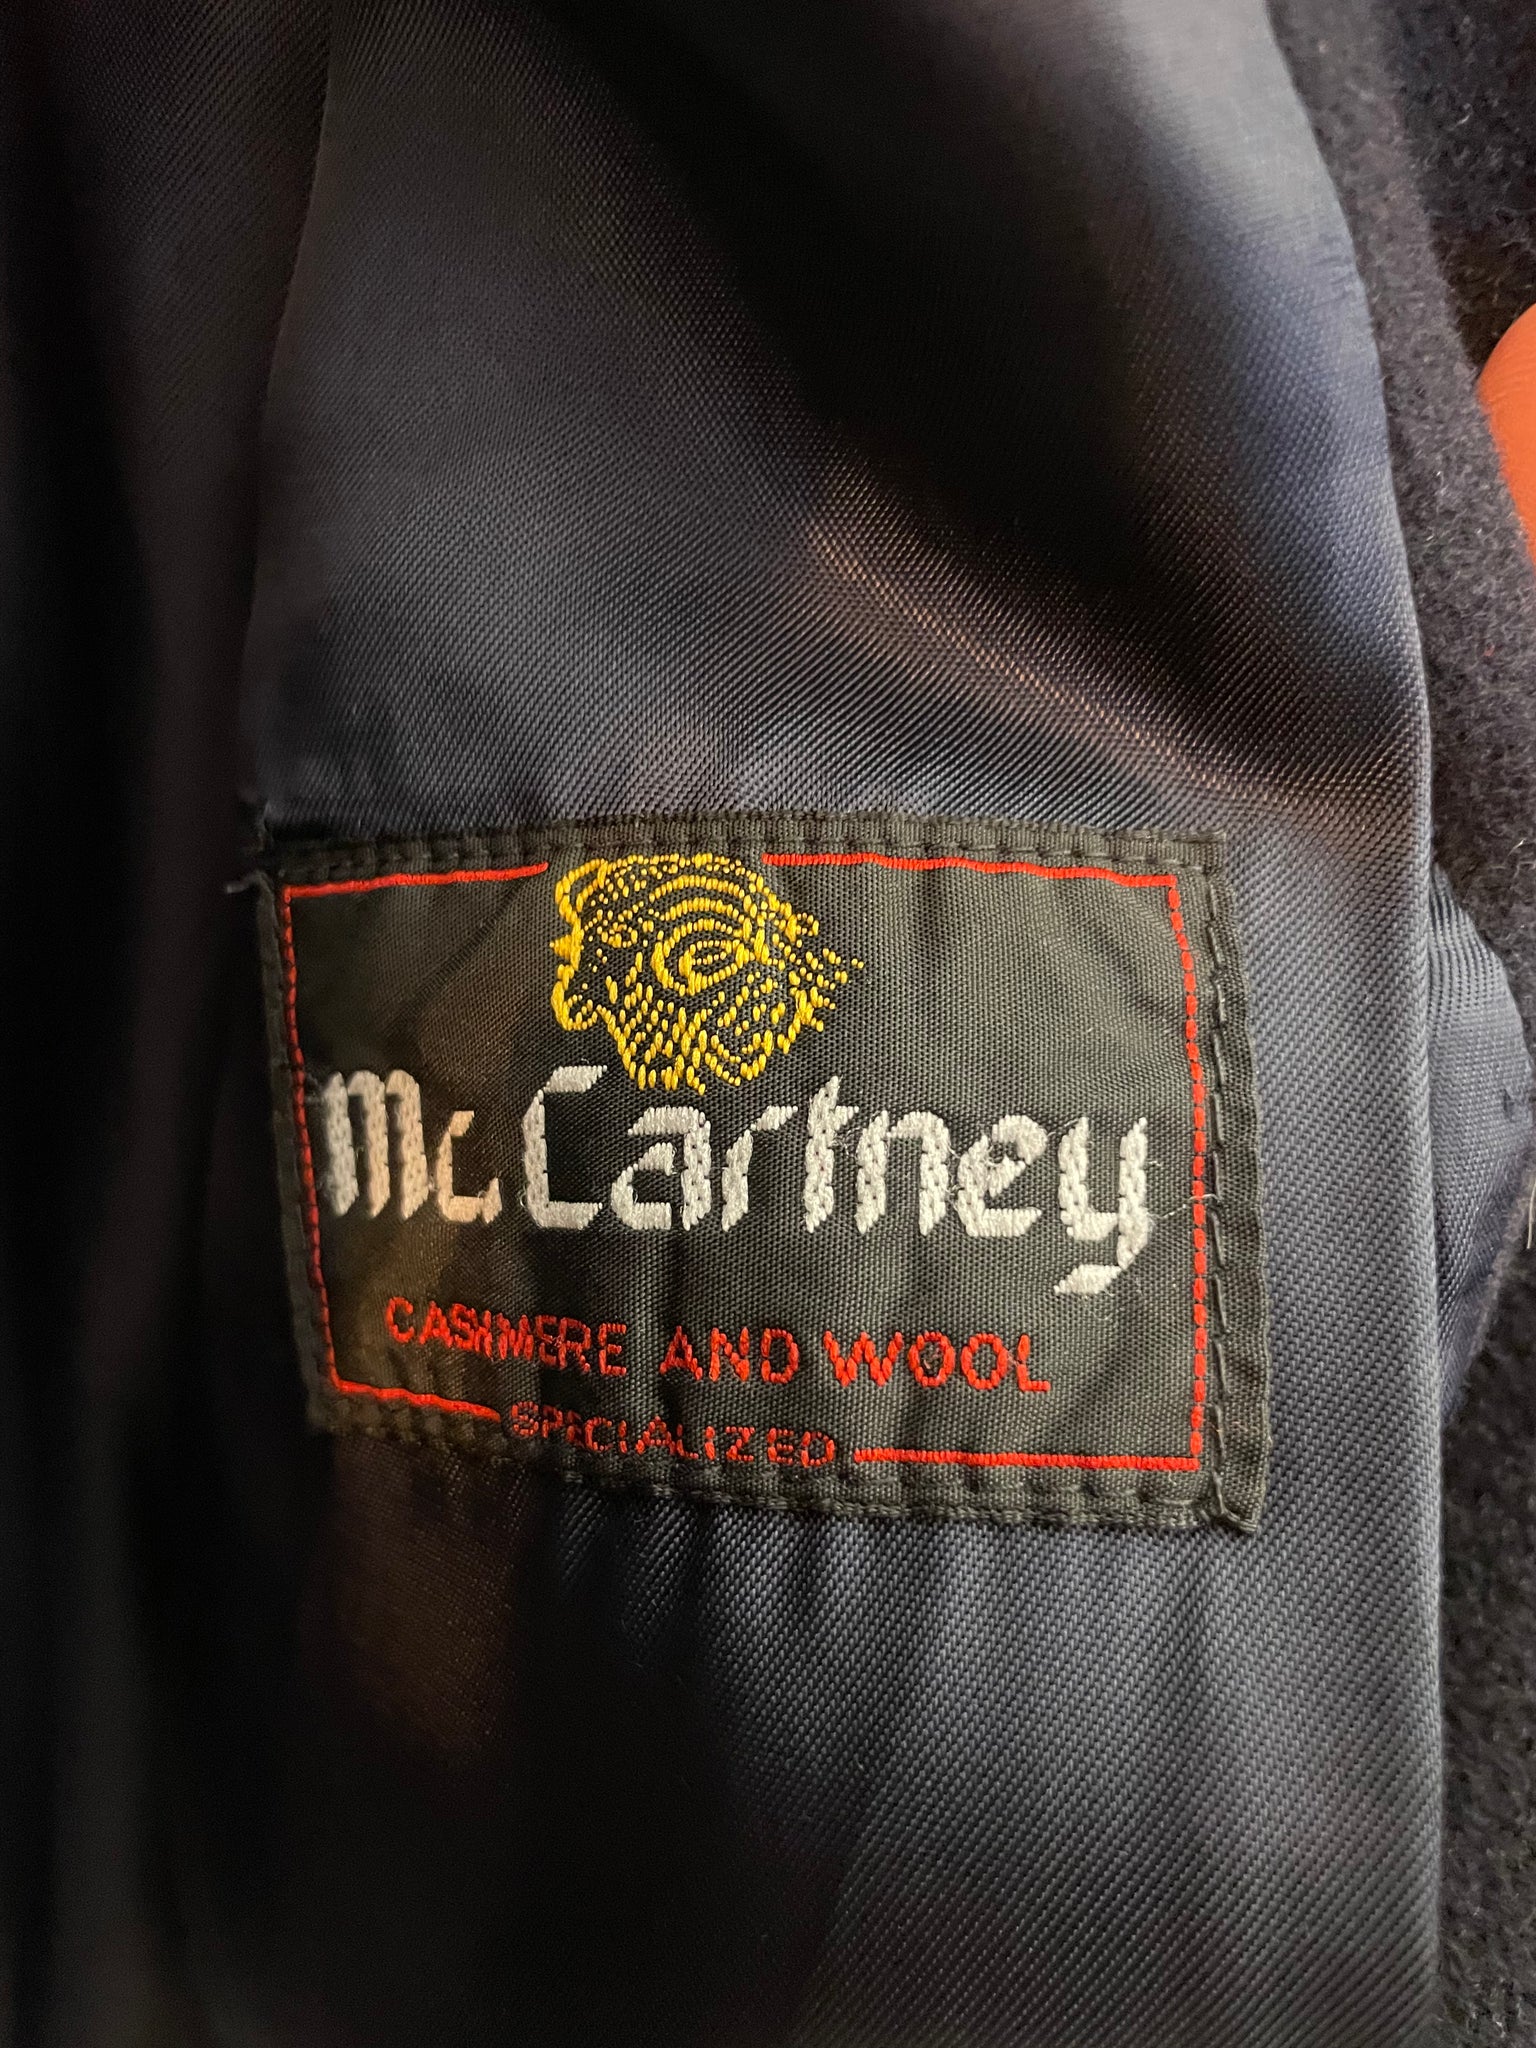 McCartney
CASHMERE AND WOOL
SPECIALIZED